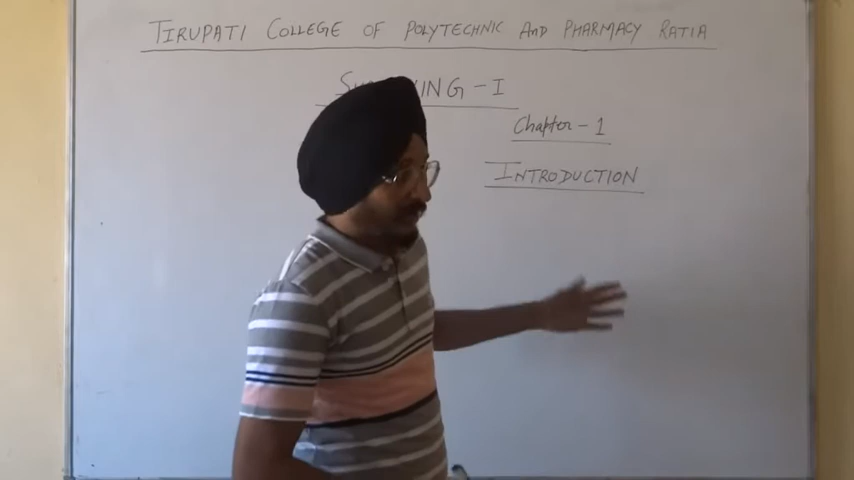 TIRUPATI COLLEGE OF POLYTECHNIC AND PHARMACY RATIA
- I
Chapter - 1
INTRODUCTION